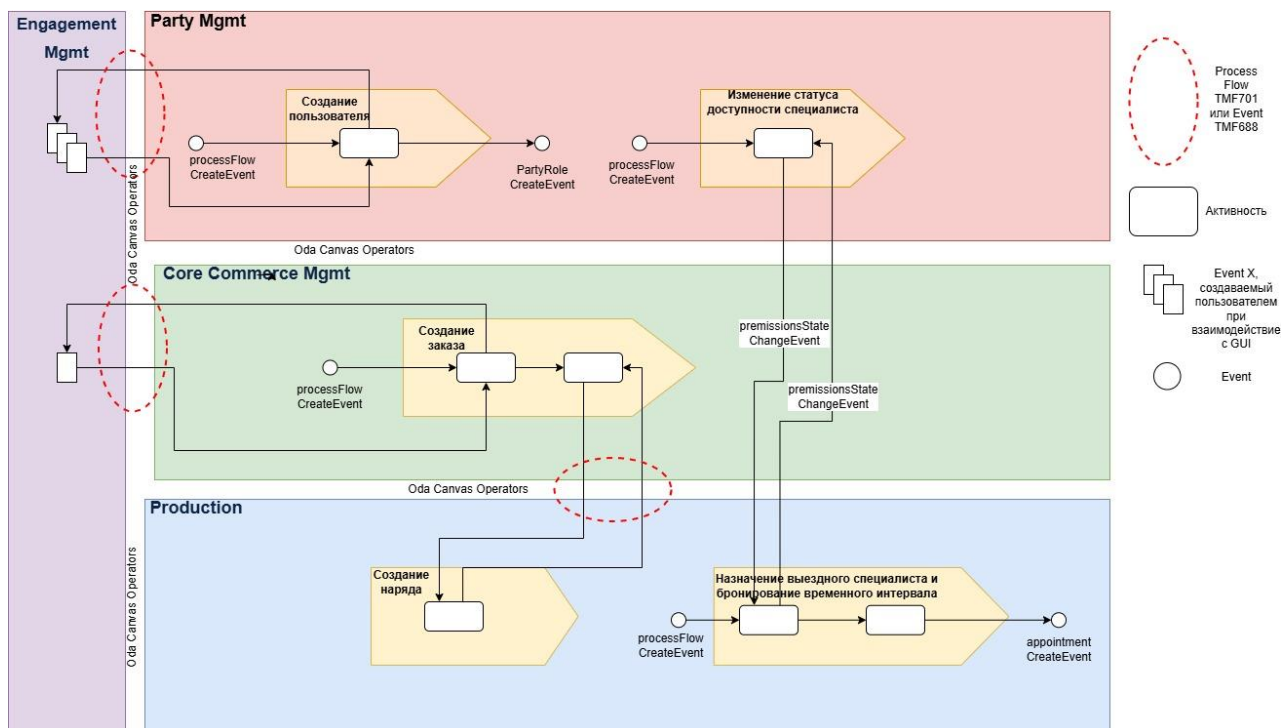 Engagement
Mgmt
Party Mgmt
Создание
пользователя
processFlow
CreateEvent
PartyRole
CreateEvent
Изменение статуса
доступности специалиста
processFlow
CreateEvent
Oda Canvas Operators
Oda Canvas Operators
Core Commerce Mgmt
Создание
заказа
processFlow
CreateEvent
premissionsState
ChangeEvent
premissionsState
ChangeEvent
Oda Canvas Operators
Production
Oda Canvas Operators
Создание
наряда
Назначение выездного специалиста и
бронирование временного интервала
processFlow
CreateEvent
appointment
CreateEvent
Process
Flow
TMF701
или Event
TMF688
Активность
Event X,
создаваемый
пользователем
при
взаимодействие
с GUI
Event